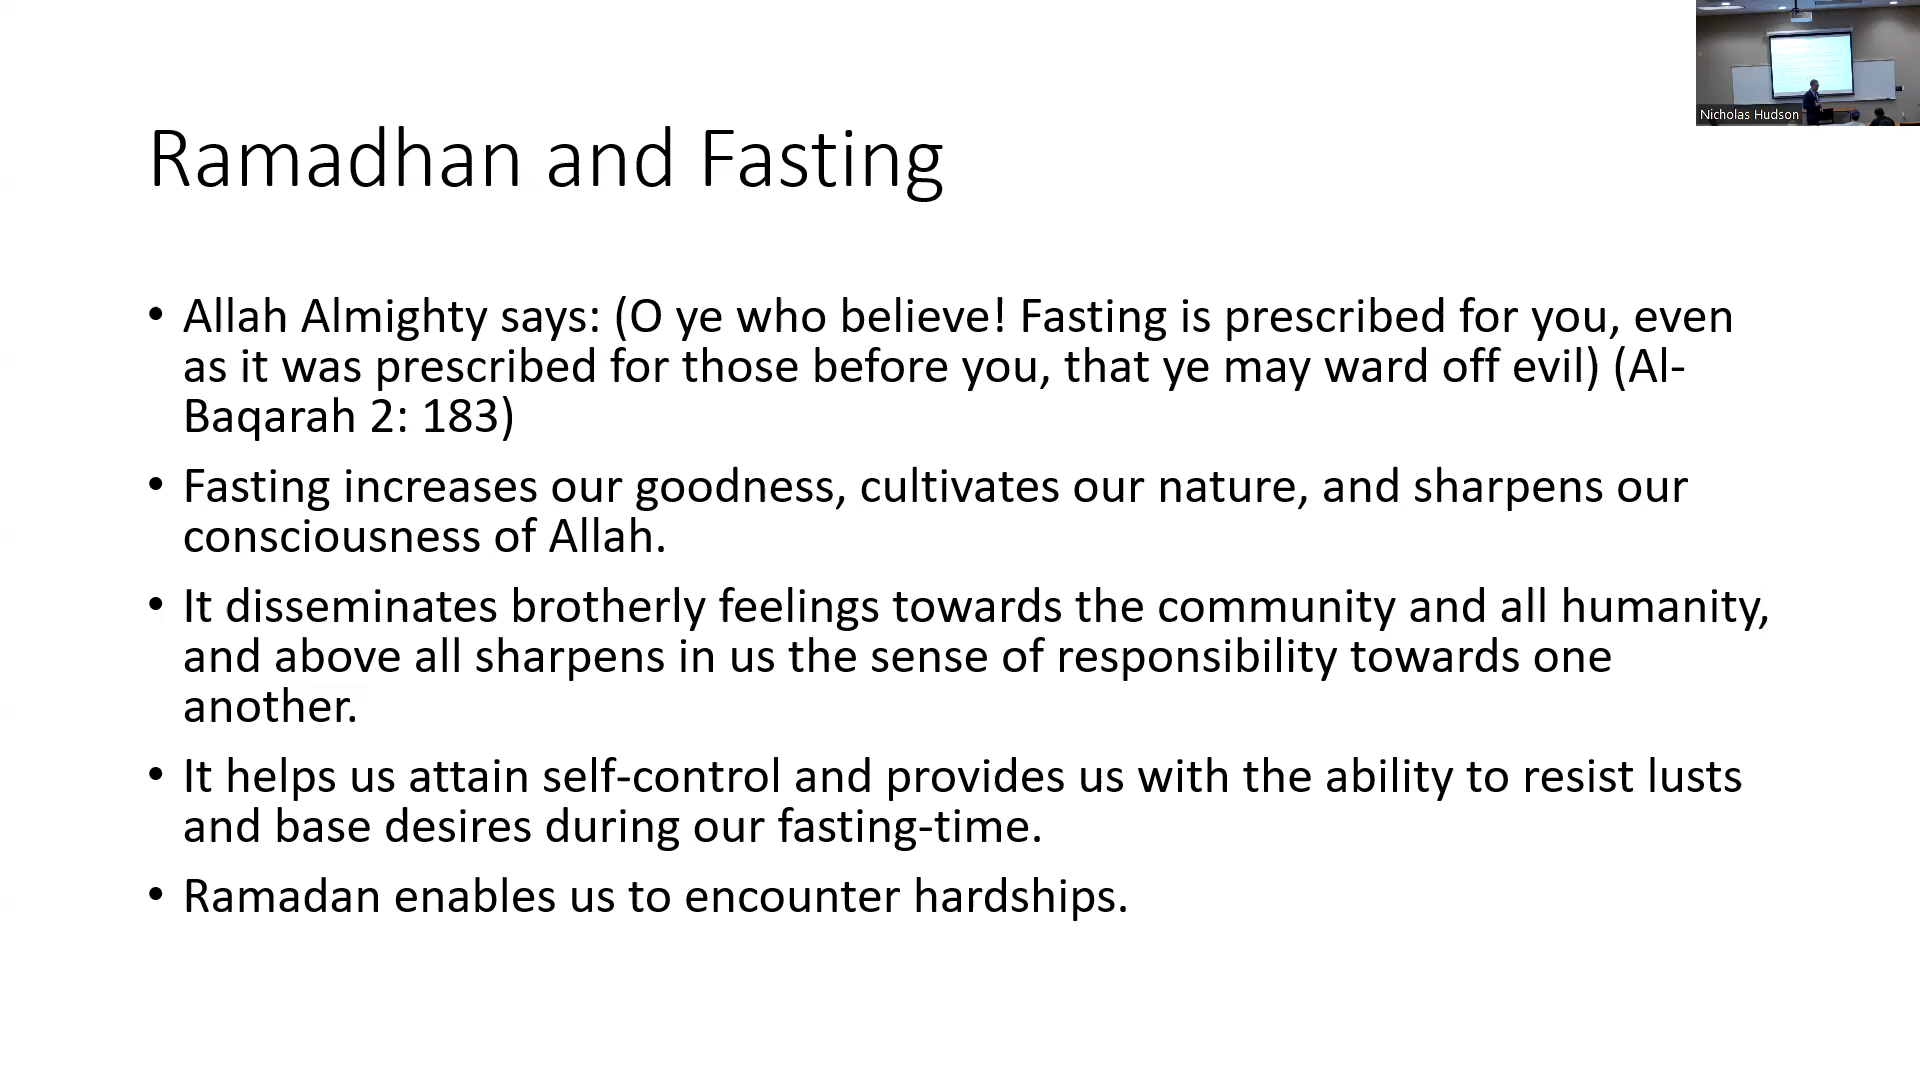 Nicholas Hudson
Ramadhan and Fasting
• Allah Almighty says: (O ye who believe! Fasting is prescribed for you, even
as it was prescribed for those before you, that ye may ward off evil) (Al-
Baqarah 2: 183)
• Fasting increases our goodness, cultivates our nature, and sharpens our
consciousness of Allah.
• It disseminates brotherly feelings towards the community and all humanity,
and above all sharpens in us the sense of responsibility towards one
another.
• It helps us attain self-control and provides us with the ability to resist lusts
and base desires during our fasting-time.
• Ramadan enables us to encounter hardships.